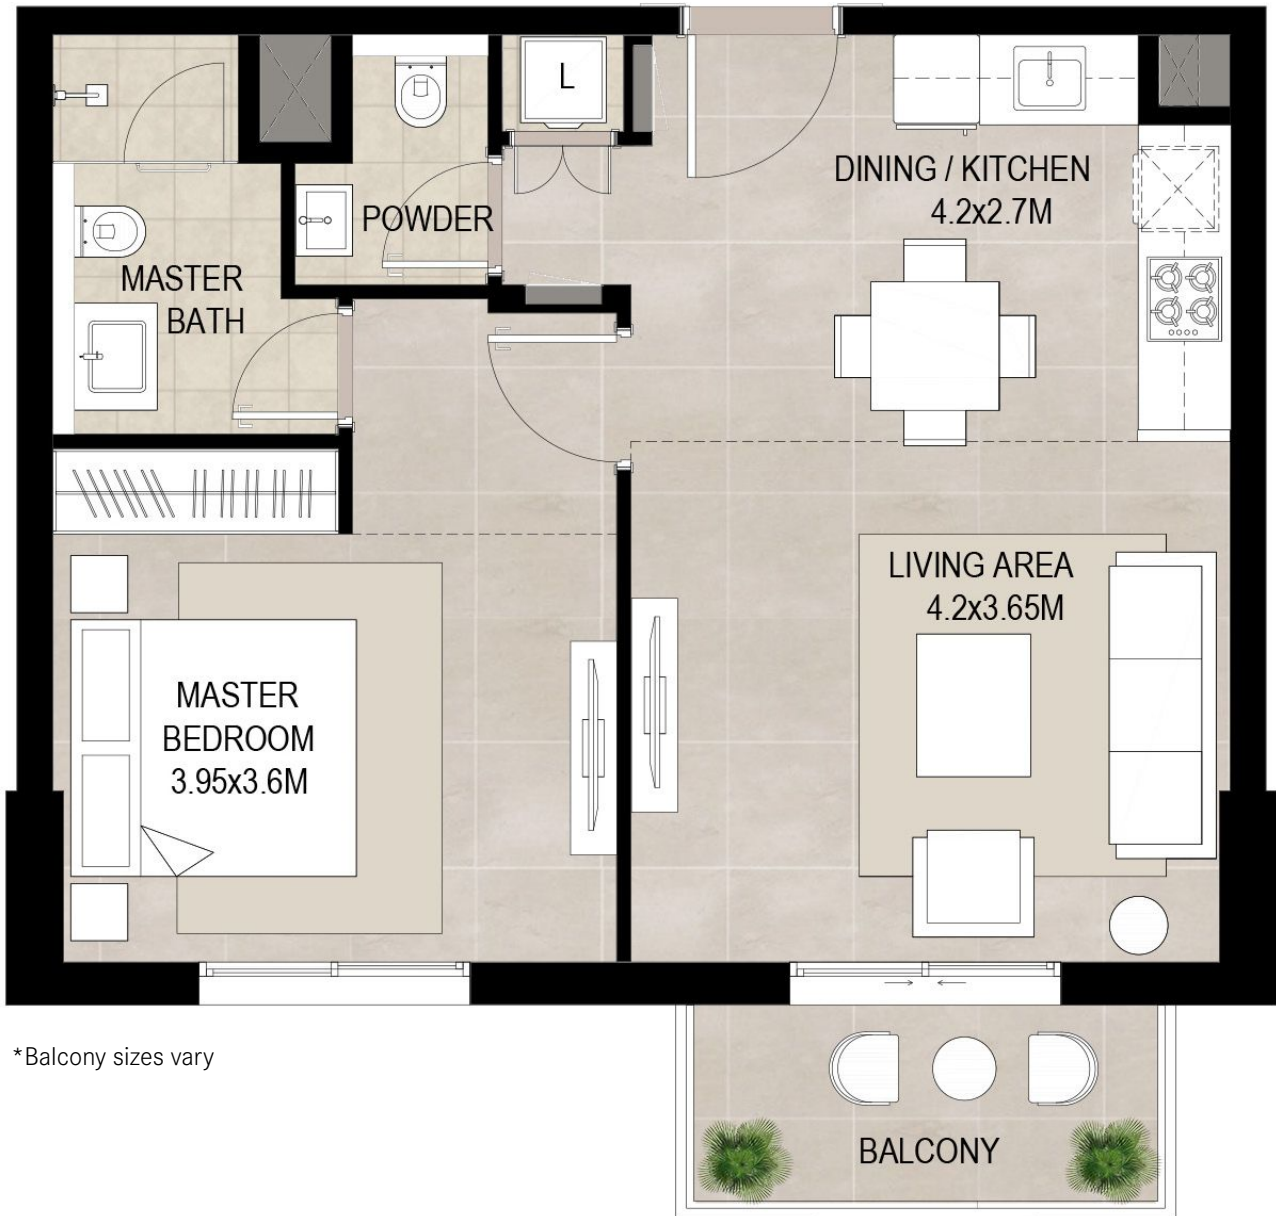 L
DINING / KITCHEN
4.2x2.7M
POWDER
MASTER
BATH
LIVING AREA
4.2x3.65M
MASTER
BEDROOM
3.95x3.6M
*Balcony sizes vary
BALCONY